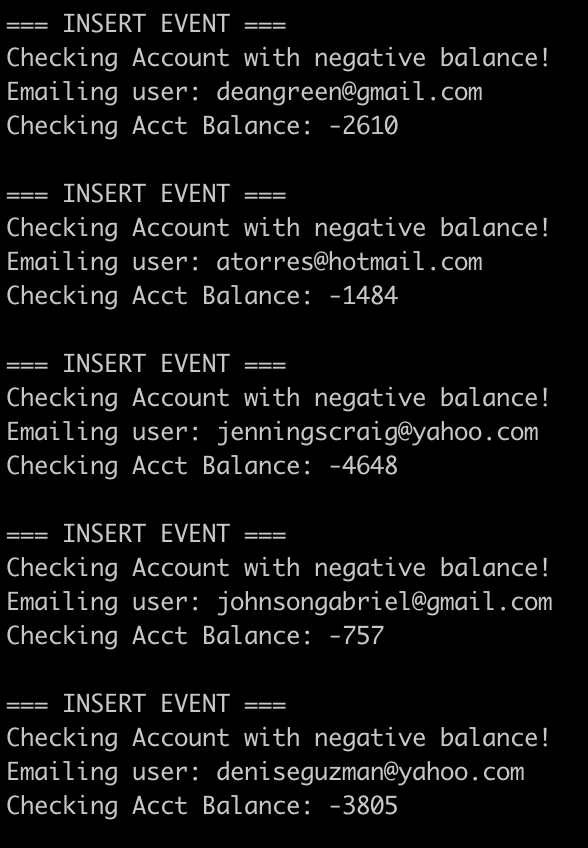 === INSERT EVENT ===
Checking Account with negative balance!
Emailing user: deangreen@gmail.com
Checking Acct Balance: -2610
=== INSERT EVENT ===
Checking Account with negative balance!
Emailing user: atorres@hotmail.com
Checking Acct Balance: -1484
=== INSERT EVENT ===
Checking Account with negative balance!
Emailing user: jenningscraig@yahoo.com
Checking Acct Balance: -4648
=== INSERT EVENT ===
Checking Account with negative balance!
Emailing user: johnsongabriel@gmail.com
Checking Acct Balance: -757
=== INSERT EVENT ===
Checking Account with negative balance!
Emailing user: deniseguzman@yahoo.com
Checking Acct Balance: -3805